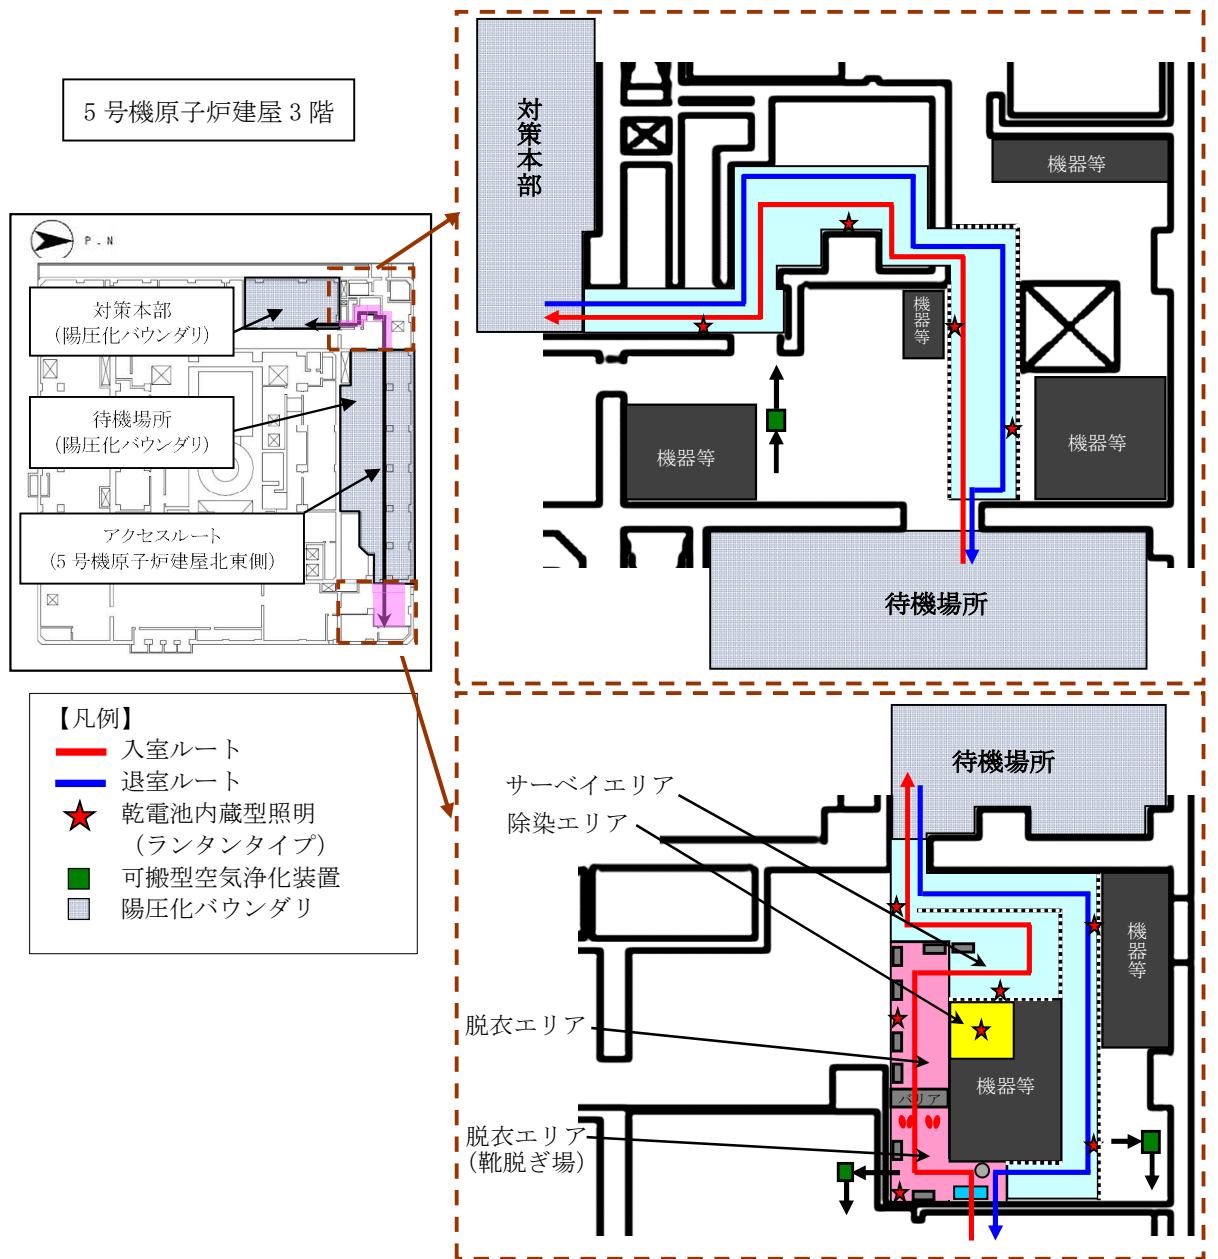 5 号機原子炉建屋 3 階
P.N
対策本部
(陽圧化バウンダリ)
待機場所
(陽圧化バウンダリ)
アクセスルート
(5 号機原子炉建屋北東側)
【凡例】
入室ルート
退室ルート
乾電池内蔵型照明
(ランタンタイプ)
可搬型空気浄化装置
陽圧化バウンダリ
対策本部
機器等
機器等
機器等
機器等
待機場所
待機場所
サーベイエリア
除染エリア
機器等
脱衣エリア
機器等
バリア
脱衣エリア
(靴脱ぎ場)